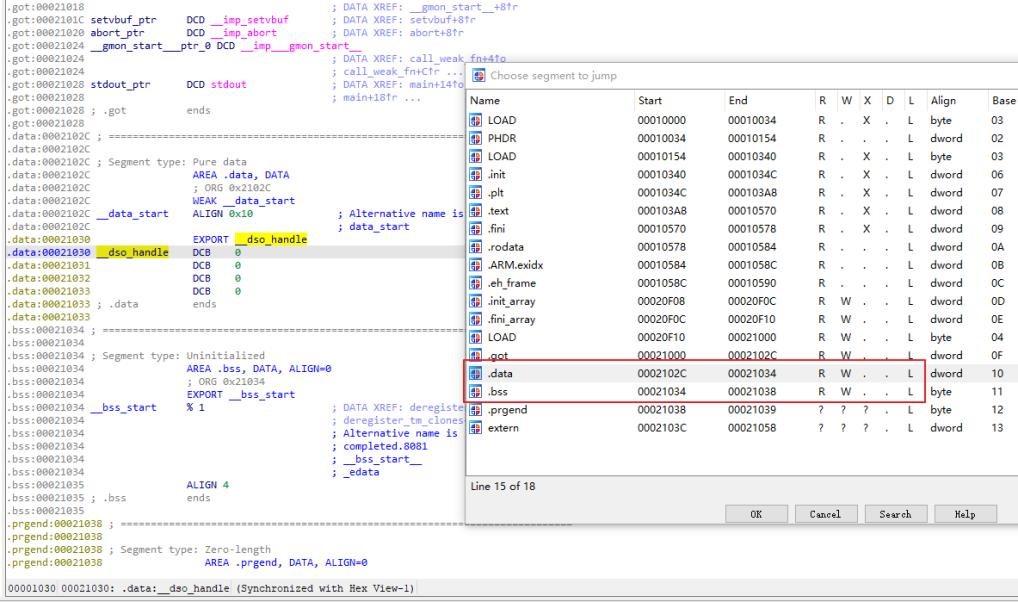 .got:00021018 ; DATA XREF: __gmon_start__+8↑r
.got:0002101C setvbuf_ptr DCD __imp_setvbuf ; DATA XREF: setvbuf+8↑r
.got:00021020 abort_ptr DCD __imp_abort ; DATA XREF: abort+8↑r
.got:00021024 __gmon_start___ptr_0 DCD __imp___gmon_start__
.got:00021024 ; DATA XREF: call_weak_fn+4↑o
.got:00021024 ; call_weak_fn+C↑r ...
.got:00021028 stdout_ptr DCD stdout ; DATA XREF: main+14↑o
.got:00021028 ; main+18↑r ...
.got:00021028 ; .got ends
.got:00021028
.data:0002102C ; ===========================================================
.data:0002102C
.data:0002102C ; Segment type: Pure data
.data:0002102C AREA .data, DATA
.data:0002102C ; ORG 0x2102C
.data:0002102C WEAK __data_start
.data:0002102C __data_start ALIGN 0x10 ; Alternative name is
.data:0002102C ; data_start
.data:00021030 EXPORT __dso_handle
.data:00021030 __dso_handle DCB 0
.data:00021031 DCB 0
.data:00021032 DCB 0
.data:00021033 DCB 0
.data:00021033 ; .data ends
.data:00021033
.bss:00021034 ; ===========================================================
.bss:00021034
.bss:00021034 ; Segment type: Uninitialized
.bss:00021034 AREA .bss, DATA, ALIGN=0
.bss:00021034 ; ORG 0x21034
.bss:00021034 EXPORT __bss_start
.bss:00021034 __bss_start % 1 ; DATA XREF: deregiste
.bss:00021034 ; deregister_tm_clones
.bss:00021034 ; Alternative name is
.bss:00021034 ; completed.8081
.bss:00021034 ; __bss_start__
.bss:00021034 ; _edata
.bss:00021035 ALIGN 4
.bss:00021035 ; .bss ends
.bss:00021035
.prgend:00021038 ; ===========================================================================
.prgend:00021038
.prgend:00021038 ; Segment type: Zero-length
.prgend:00021038 AREA .prgend, DATA, ALIGN=0
00001030 00021030: .data:__dso_handle (Synchronized with Hex View-1)
Choose segment to jump
Name Start End R W X D L Align Base
LOAD 00010000 00010034 R . X . L byte 03
PHDR 00010034 00010154 R . . . L dword 02
LOAD 00010154 00010340 R . X . L byte 03
.init 00010340 0001034C R . X . L dword 06
.plt 0001034C 000103A8 R . X . L dword 07
.text 000103A8 00010570 R . X . L dword 08
.fini 00010570 00010578 R . X . L dword 09
.rodata 00010578 00010584 R . . . L dword 0A
.ARM.exidx 00010584 0001058C R . . . L dword 0B
.eh_frame 0001058C 00010590 R . . . L dword 0C
.init_array 00020F08 00020F0C R W . . L dword 0D
.fini_array 00020F0C 00020F10 R W . . L dword 0E
LOAD 00020F10 00021000 R W . . L byte 04
.got 00021000 0002102C R W . . L dword 0F
.data 0002102C 00021034 R W . . L dword 10
.bss 00021034 00021038 R W . . L byte 11
.prgend 00021038 00021039 ? ? ? . L byte 12
extern 0002103C 00021058 ? ? ? . L dword 13
Line 15 of 18
OK Cancel Search Help